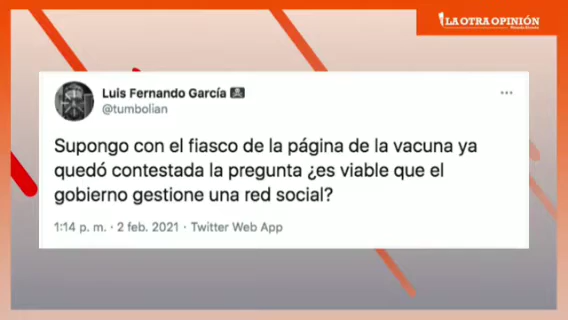 LA OTRA OPINIÓN
Luis Fernando García
@tumbolian
Supongo con el fiasco de la página de la vacuna ya
quedó contestada la pregunta ¿es viable que el
gobierno gestione una red social?
1:14 p. m. · 2 feb. 2021 · Twitter Web App